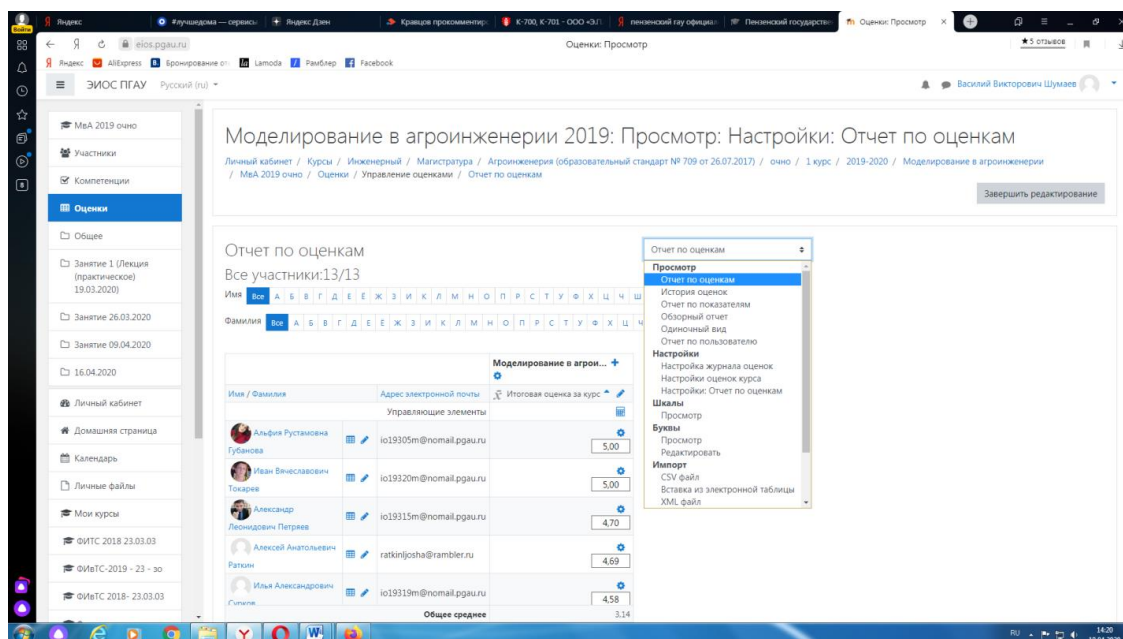 Яндекс
#лучшедома — сервисы
Яндекс Дзен
Кравцов прокомментир
К-700, К-701 - ООО «Э.П
пензенский гау официал
Пензенский государстве
Оценки: Просмотр
Войти
eios.pgau.ru
Оценки: Просмотр
★5 отзывов
Яндекс
AliExpress
Бронирование от
Lamoda
Рамблер
Facebook
ЭИОС ПГАУ Русский (ru)
Василий Викторович Шумаев
МвА 2019 очно
Участники
Компетенции
Оценки
Общее
Занятие 1 (Лекция
(практическое)
19.03.2020)
Занятие 26.03.2020
Занятие 09.04.2020
16.04.2020
Личный кабинет
Домашняя страница
Календарь
Личные файлы
Мои курсы
ФИТС 2018 23.03.03
ФИвТС-2019 - 23 - зо
ФИвТС 2018- 23.03.03
Моделирование в агроинженерии 2019: Просмотр: Настройки: Отчет по оценкам
Личный кабинет / Курсы / Инженерный / Магистратура / Агроинженерия (образовательный стандарт № 709 от 26.07.2017) / очно / 1 курс / 2019-2020 / Моделирование в агроинженерии
/ МвА 2019 очно / Оценки / Управление оценками / Отчет по оценкам
Завершить редактирование
Отчет по оценкам
Все участники:13/13
Имя Все А Б В Г Д Е Ё Ж З И К Л М Н О П Р С Т У Ф Х Ц Ч Ш
Фамилия Все А Б В Г Д Е Ё Ж З И К Л М Н О П Р С Т У Ф Х Ц Ч
Моделирование в агрои...
Имя / Фамилия Адрес электронной почты Итоговая оценка за курс
Управляющие элементы
Альфия Рустамовна
Губанова
io19305m@nomail.pgau.ru
5,00
Иван Вячеславович
Токарев
io19320m@nomail.pgau.ru
5,00
Александр
Леонидович Петряев
io19315m@nomail.pgau.ru
4,70
Алексей Анатольевич
Раткин
ratkinljosha@rambler.ru
4,69
Илья Александрович
Сурков
io19319m@nomail.pgau.ru
4,58
Общее среднее 3,14
Отчет по оценкам
Просмотр
Отчет по оценкам
История оценок
Отчет по показателям
Обзорный отчет
Одиночный вид
Отчет по пользователю
Настройки
Настройка журнала оценок
Настройки оценок курса
Настройки: Отчет по оценкам
Шкалы
Просмотр
Буквы
Просмотр
Редактировать
Импорт
CSV файл
Вставка из электронной таблицы
XML файл
RU
14:20